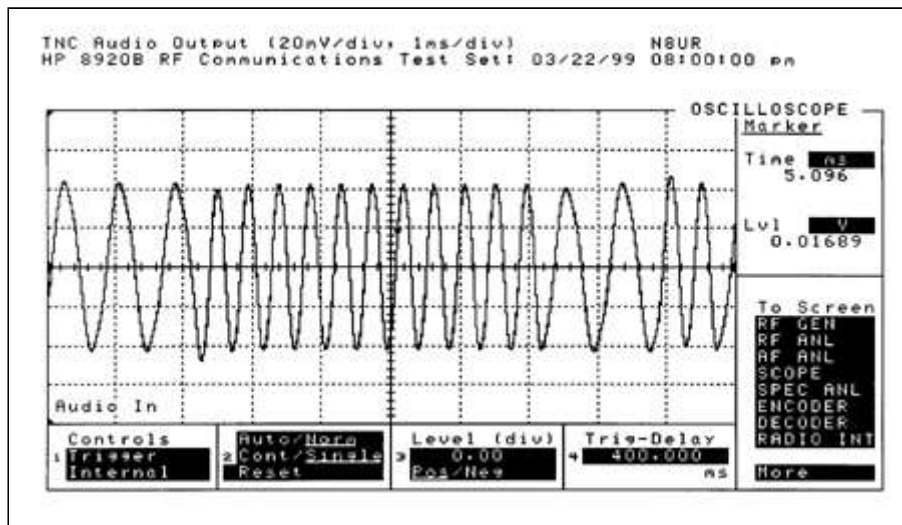 TNC Audio Output (20mV/div, 1ms/div) N8UR
HP 8920B RF Communications Test Set: 03/22/99 08:00:00 pm
OSCILLOSCOPE
Marker
Time ms
5.096
Lvl V
0.01689
To Screen
RF GEN
RF ANL
AF ANL
SCOPE
SPEC ANL
ENCODER
DECODER
RADIO INT
More
Audio In
Controls
1 Trigger
Internal
Auto/Norm
2 Cont/Single
Reset
Level (div)
3 0.00
Pos/Neg
Trig-Delay
4 400.000
ms